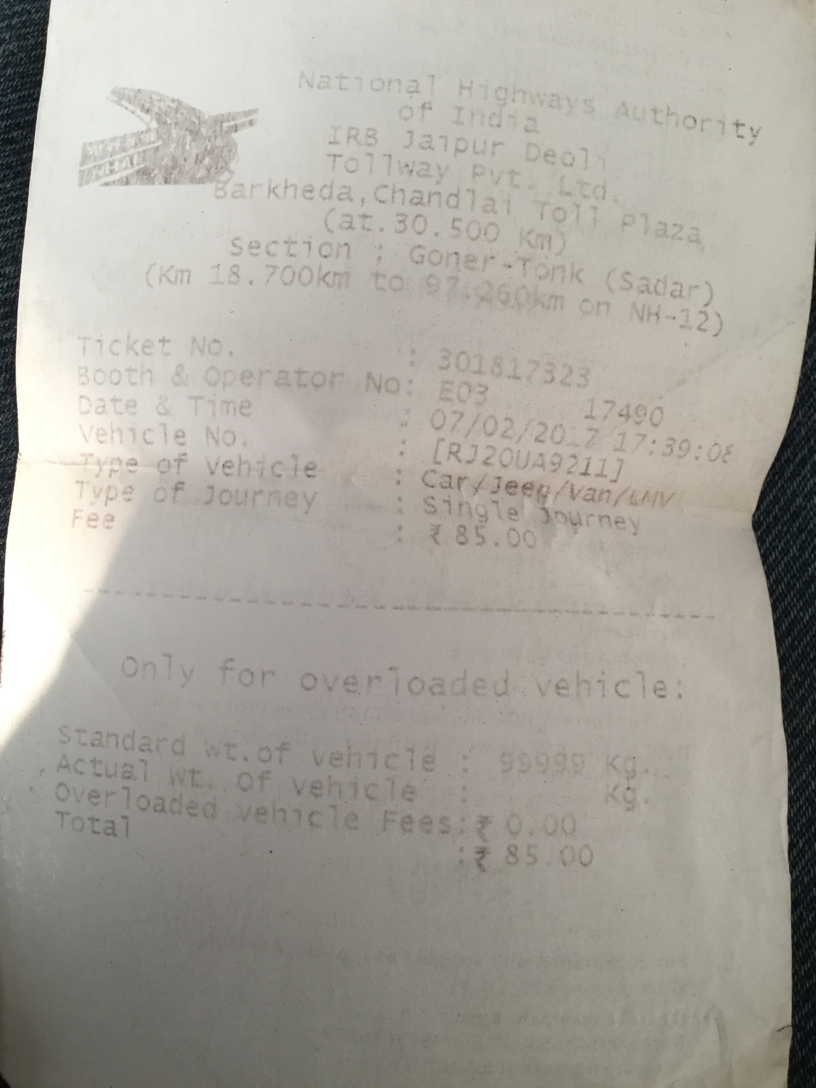 National Highways Authority
of India
IRB Jaipur Deoli
Tollway Pvt. Ltd.
Barkheda,Chandlai Toll Plaza
(at.30.500 Km)
Section : Goner-Tonk (Sadar)
(Km 18.700km to 97.260km on NH-12)
Ticket No. : 301817323
Booth & Operator No: E03 17490
Date & Time : 07/02/2017 17:39:08
Vehicle No. : [RJ20UA9211]
Type of vehicle : Car/Jeep/Van/LMV
Type of Journey : Single Journey
Fee : ₹ 85.00
Only for overloaded vehicle:
Standard wt.of vehicle : 99999 Kg.
Actual wt. of vehicle : Kg.
Overloaded vehicle Fees:₹ 0.00
Total :₹ 85.00